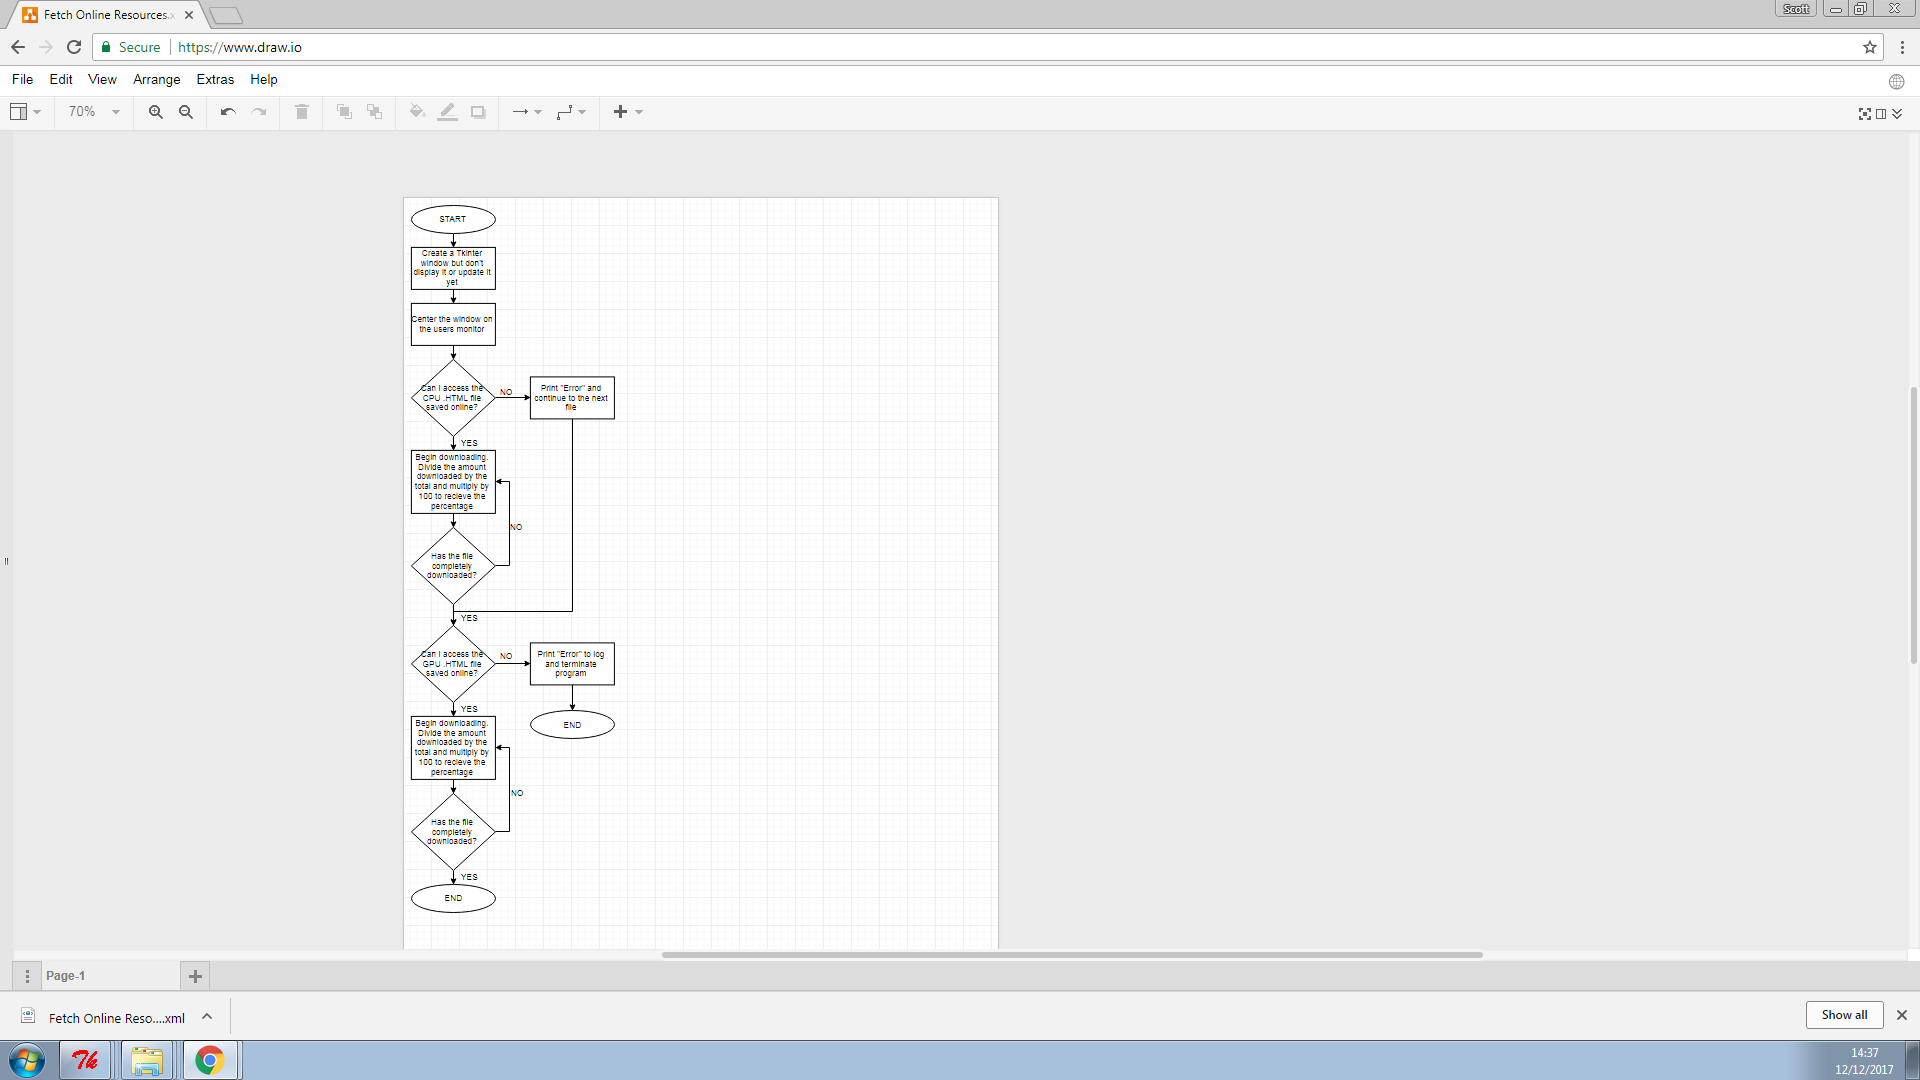 Fetch Online Resources.x
Scott
Secure
https://www.draw.io
File Edit View Arrange Extras Help
70%
START
Create a Tkinter
window but don't
display it or update it
yet
Center the window on
the users monitor
Can I access the
CPU .HTML file
saved online?
NO
Print "Error" and
continue to the next
file
YES
Begin downloading.
Divide the amount
downloaded by the
total and multiply by
100 to recieve the
percentage
NO
Has the file
completely
downloaded?
YES
Can I access the
GPU .HTML file
saved online?
NO
Print "Error" to log
and terminate
program
END
YES
Begin downloading.
Divide the amount
downloaded by the
total and multiply by
100 to recieve the
percentage
NO
Has the file
completely
downloaded?
YES
END
Page-1
Fetch Online Reso....xml
Show all
Tk
14:37
12/12/2017